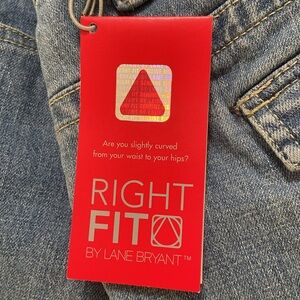 Are you slightly curved
from your waist to your hips?
RIGHT
FIT
BY LANE BRYANT™